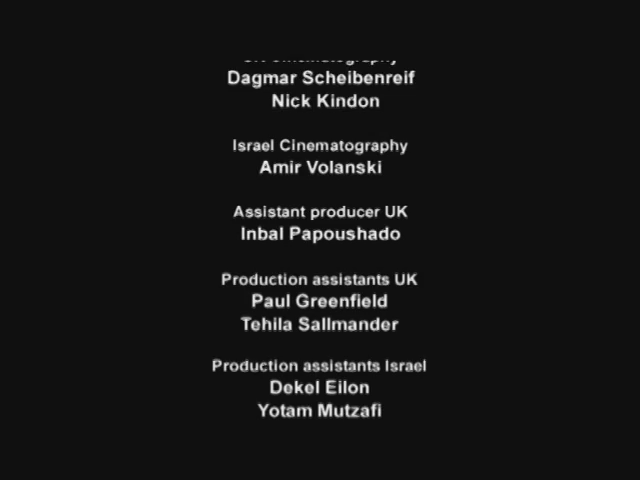 Dagmar Scheibenreif
Nick Kindon
Israel Cinematography
Amir Volanski
Assistant producer UK
Inbal Papoushado
Production assistants UK
Paul Greenfield
Tehila Sallmander
Production assistants Israel
Dekel Eilon
Yotam Mutzafi